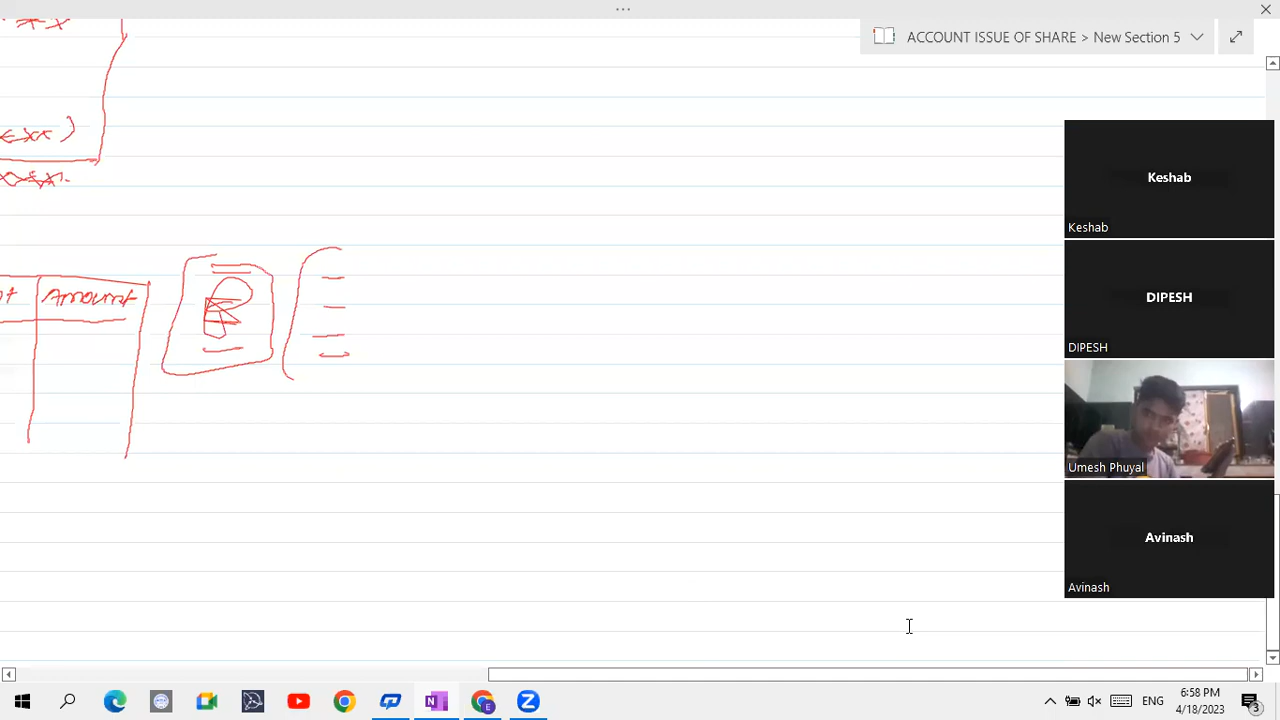 ACCOUNT ISSUE OF SHARE > New Section 5
Keshab
Keshab
DIPESH
DIPESH
Amount
Umesh Phuyal
Avinash
Avinash
ENG
6:58 PM
4/18/2023
3